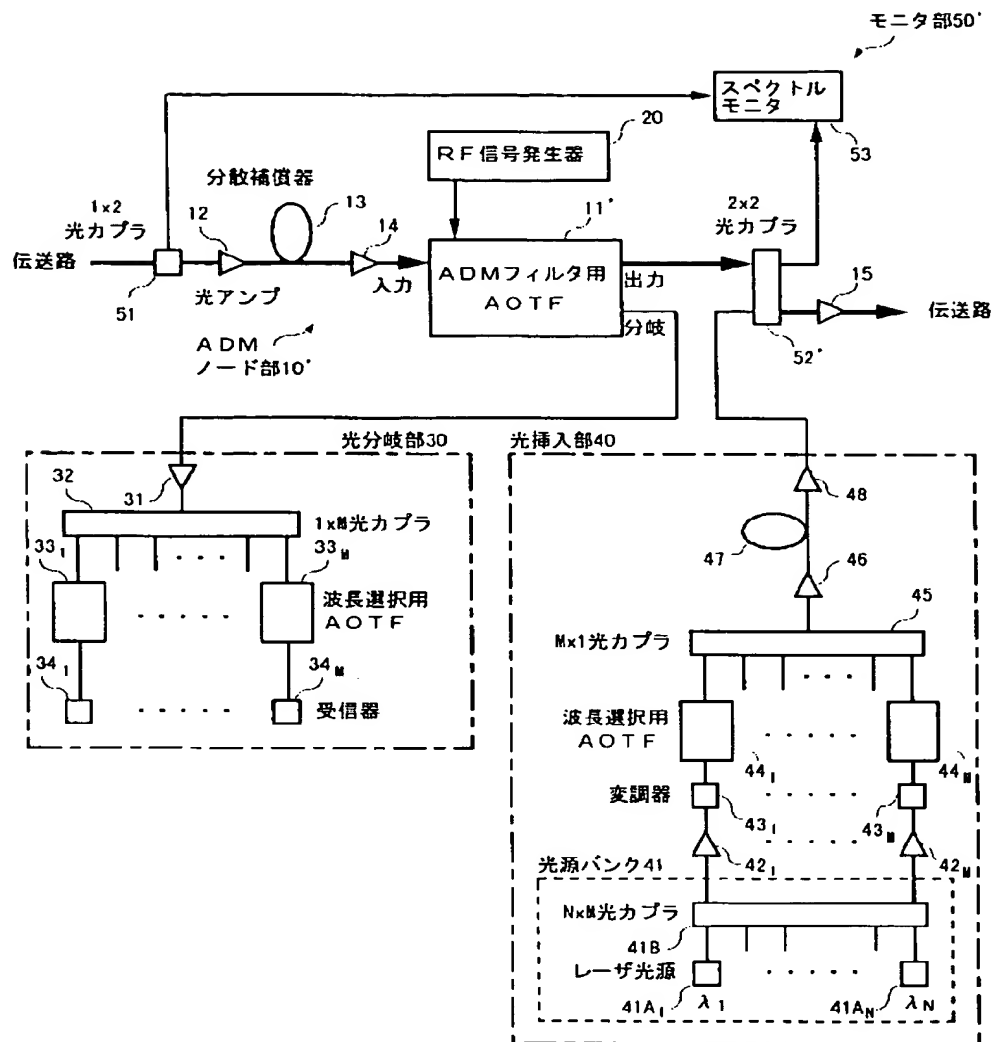 モニタ部50'
スペクトル
モニタ
53
20
RF信号発生器
分散補償器
13
1x2
光カプラ
12
14
11'
2x2
光カプラ
伝送路
51
光アンプ
入力
ADMフィルタ用
AOTF
出力
分岐
15
伝送路
52'
ADM
ノード部10'
光分岐部30
光挿入部40
31
32
1xM光カプラ
33₁
33M
波長選択用
AOTF
34₁
34M
受信器
48
47
46
45
Mx1光カプラ
波長選択用
AOTF
44₁
44M
変調器
43₁
43M
42₁
42M
光源バンク41
NxM光カプラ
41B
レーザ光源
41A₁
λ1
41AN
λN